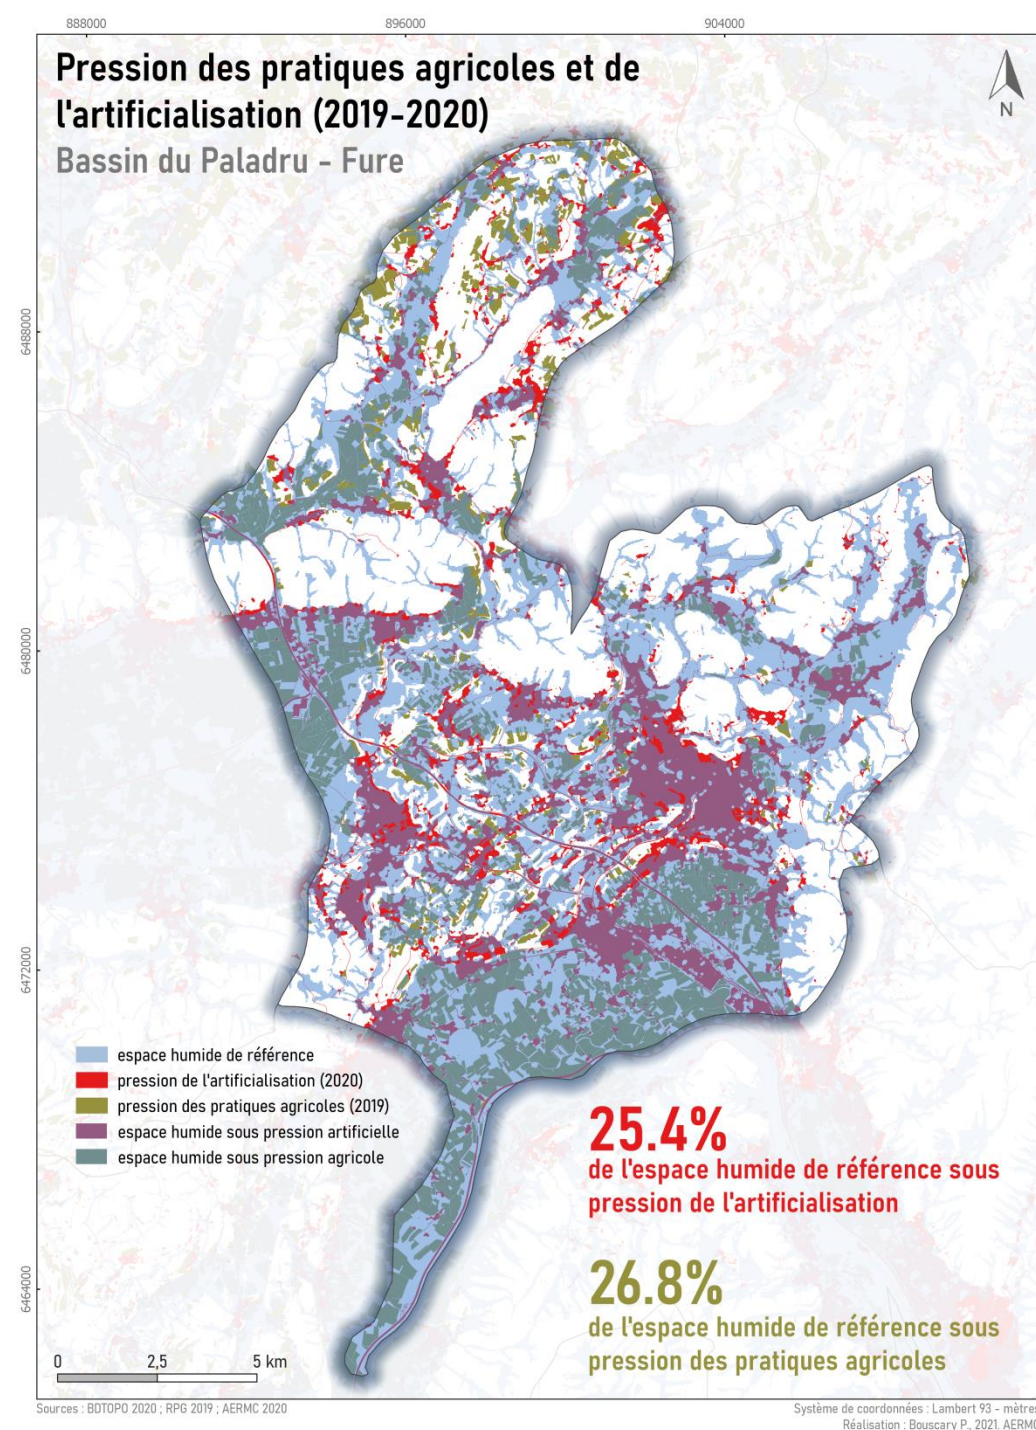 888000
896000
904000
Pression des pratiques agricoles et de
l'artificialisation (2019-2020)
Bassin du Paladru - Fure
N
6488000
6480000
6472000
6464000
espace humide de référence
pression de l'artificialisation (2020)
pression des pratiques agricoles (2019)
espace humide sous pression artificielle
espace humide sous pression agricole
25.4%
de l'espace humide de référence sous
pression de l'artificialisation
26.8%
de l'espace humide de référence sous
pression des pratiques agricoles
0 2,5 5 km
Sources : BDTOPO 2020 ; RPG 2019 ; AERMC 2020
Système de coordonnées : Lambert 93 - mètres
Réalisation : Bouscary P., 2021. AERMC